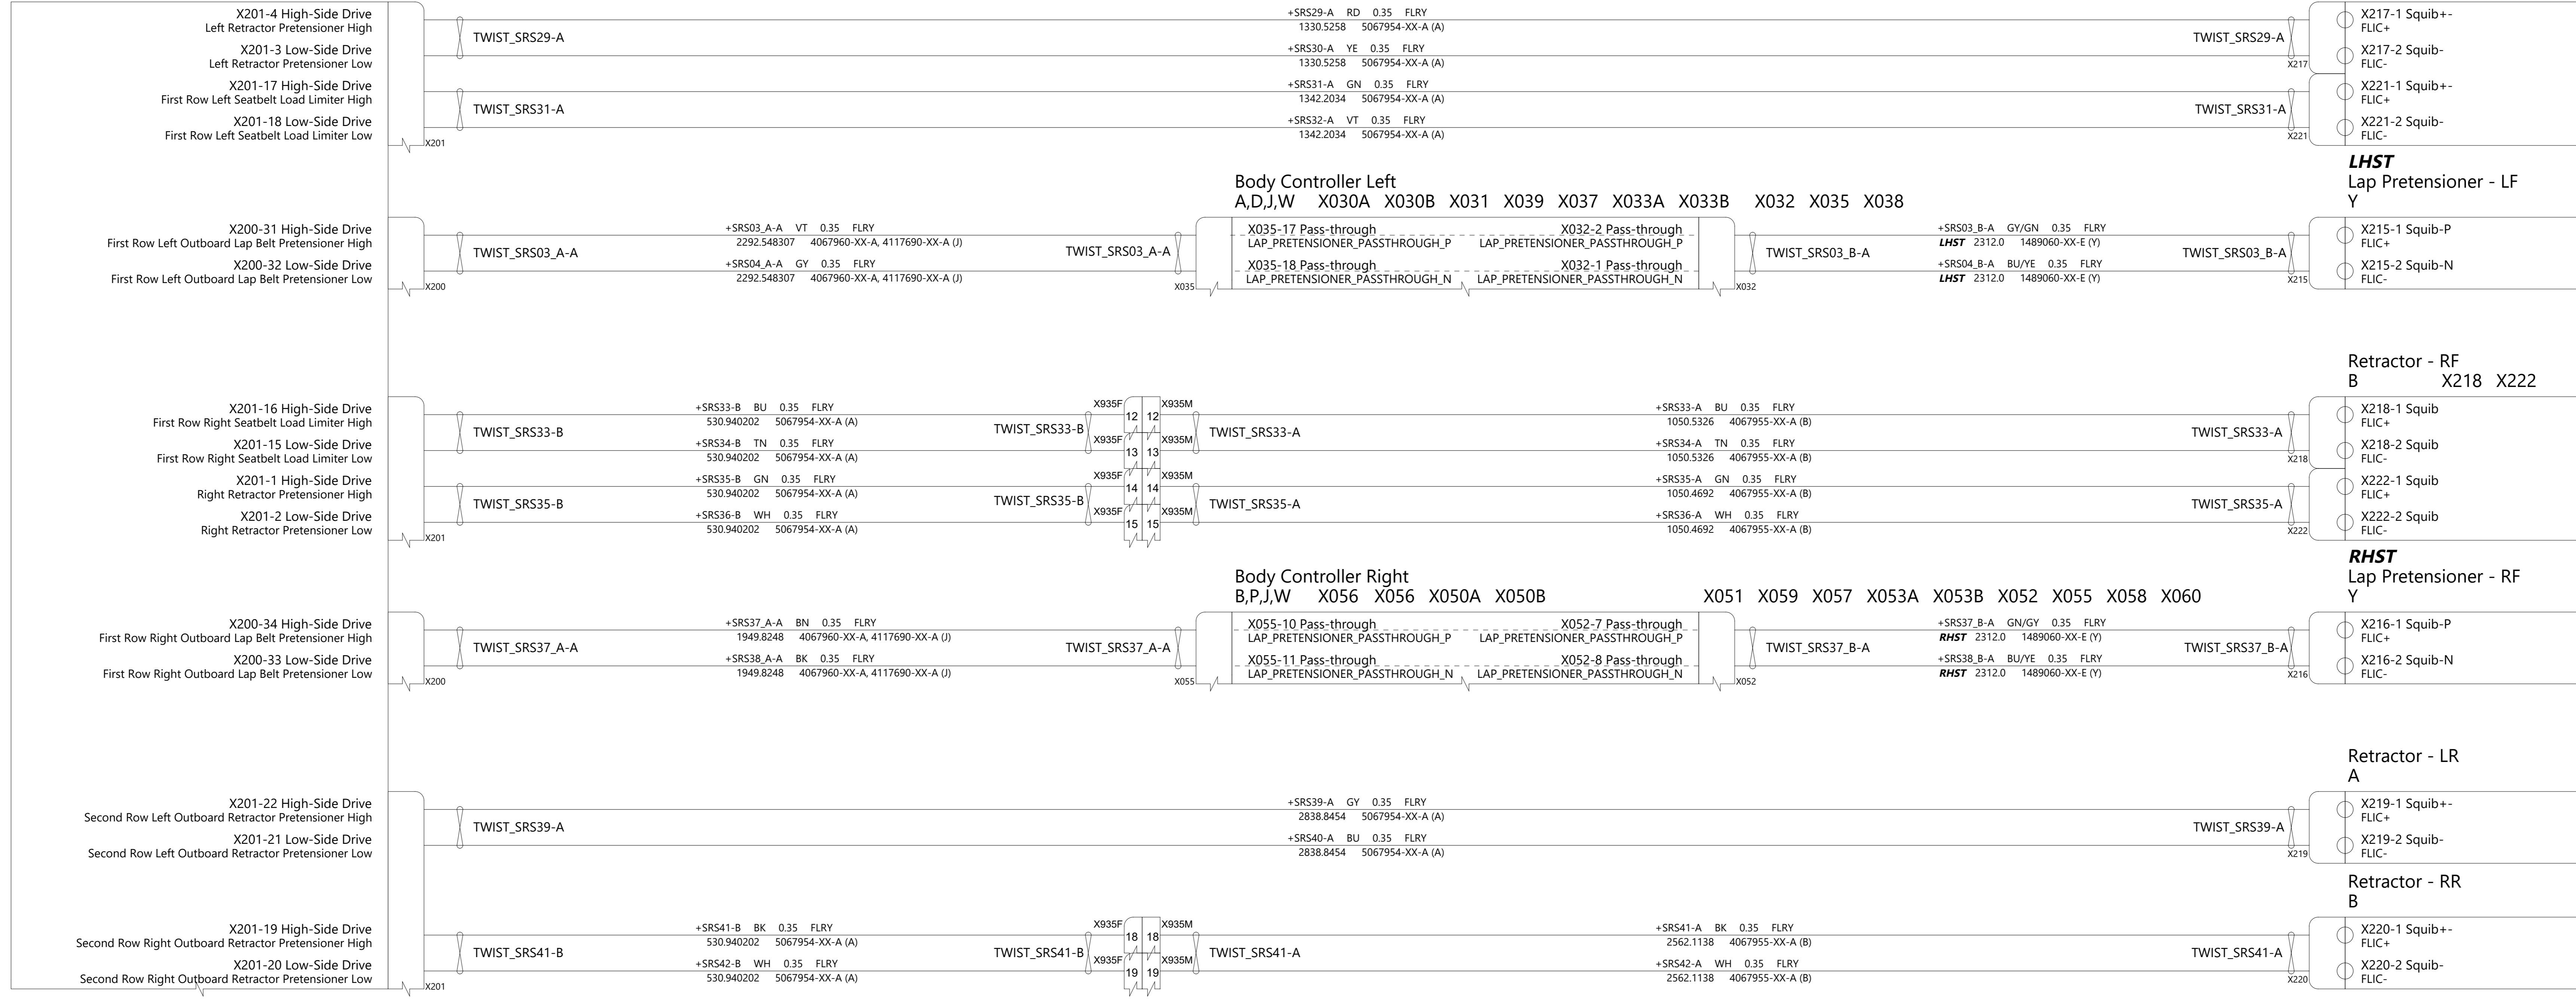 X201-4 High-Side Drive
Left Retractor Pretensioner High
X201-3 Low-Side Drive
Left Retractor Pretensioner Low
X201-17 High-Side Drive
First Row Left Seatbelt Load Limiter High
X201-18 Low-Side Drive
First Row Left Seatbelt Load Limiter Low
X201
TWIST_SRS29-A
TWIST_SRS31-A
+SRS29-A RD 0.35 FLRY
1330.5258 5067954-XX-A (A)
+SRS30-A YE 0.35 FLRY
1330.5258 5067954-XX-A (A)
+SRS31-A GN 0.35 FLRY
1342.2034 5067954-XX-A (A)
+SRS32-A VT 0.35 FLRY
1342.2034 5067954-XX-A (A)
TWIST_SRS29-A
X217
TWIST_SRS31-A
X221
X217-1 Squib+-
FLIC+
X217-2 Squib-
FLIC-
X221-1 Squib+-
FLIC+
X221-2 Squib-
FLIC-
X200-31 High-Side Drive
First Row Left Outboard Lap Belt Pretensioner High
X200-32 Low-Side Drive
First Row Left Outboard Lap Belt Pretensioner Low
X200
TWIST_SRS03_A-A
+SRS03_A-A VT 0.35 FLRY
2292.548307 4067960-XX-A, 4117690-XX-A (J)
+SRS04_A-A GY 0.35 FLRY
2292.548307 4067960-XX-A, 4117690-XX-A (J)
TWIST_SRS03_A-A
X035
Body Controller Left
A,D,J,W X030A X030B X031 X039 X037 X033A X033B X032 X035 X038
X035-17 Pass-through X032-2 Pass-through
LAP_PRETENSIONER_PASSTHROUGH_P LAP_PRETENSIONER_PASSTHROUGH_P
X035-18 Pass-through X032-1 Pass-through
LAP_PRETENSIONER_PASSTHROUGH_N LAP_PRETENSIONER_PASSTHROUGH_N
X032
TWIST_SRS03_B-A
+SRS03_B-A GY/GN 0.35 FLRY
LHST 2312.0 1489060-XX-E (Y)
+SRS04_B-A BU/YE 0.35 FLRY
LHST 2312.0 1489060-XX-E (Y)
TWIST_SRS03_B-A
X215
LHST
Lap Pretensioner - LF
Y
X215-1 Squib-P
FLIC+
X215-2 Squib-N
FLIC-
X201-16 High-Side Drive
First Row Right Seatbelt Load Limiter High
X201-15 Low-Side Drive
First Row Right Seatbelt Load Limiter Low
X201-1 High-Side Drive
Right Retractor Pretensioner High
X201-2 Low-Side Drive
Right Retractor Pretensioner Low
X201
TWIST_SRS33-B
TWIST_SRS35-B
+SRS33-B BU 0.35 FLRY
530.940202 5067954-XX-A (A)
+SRS34-B TN 0.35 FLRY
530.940202 5067954-XX-A (A)
+SRS35-B GN 0.35 FLRY
530.940202 5067954-XX-A (A)
+SRS36-B WH 0.35 FLRY
530.940202 5067954-XX-A (A)
TWIST_SRS33-B
TWIST_SRS35-B
X935F 12 12 X935M
X935F 13 13 X935M
X935F 14 14 X935M
X935F 15 15 X935M
TWIST_SRS33-A
TWIST_SRS35-A
+SRS33-A BU 0.35 FLRY
1050.5326 4067955-XX-A (B)
+SRS34-A TN 0.35 FLRY
1050.5326 4067955-XX-A (B)
+SRS35-A GN 0.35 FLRY
1050.4692 4067955-XX-A (B)
+SRS36-A WH 0.35 FLRY
1050.4692 4067955-XX-A (B)
TWIST_SRS33-A
X218
TWIST_SRS35-A
X222
Retractor - RF
B X218 X222
X218-1 Squib
FLIC+
X218-2 Squib
FLIC-
X222-1 Squib
FLIC+
X222-2 Squib
FLIC-
X200-34 High-Side Drive
First Row Right Outboard Lap Belt Pretensioner High
X200-33 Low-Side Drive
First Row Right Outboard Lap Belt Pretensioner Low
X200
TWIST_SRS37_A-A
+SRS37_A-A BN 0.35 FLRY
1949.8248 4067960-XX-A, 4117690-XX-A (J)
+SRS38_A-A BK 0.35 FLRY
1949.8248 4067960-XX-A, 4117690-XX-A (J)
TWIST_SRS37_A-A
X055
Body Controller Right
B,P,J,W X056 X056 X050A X050B X051 X059 X057 X053A X053B X052 X055 X058 X060
X055-10 Pass-through X052-7 Pass-through
LAP_PRETENSIONER_PASSTHROUGH_P LAP_PRETENSIONER_PASSTHROUGH_P
X055-11 Pass-through X052-8 Pass-through
LAP_PRETENSIONER_PASSTHROUGH_N LAP_PRETENSIONER_PASSTHROUGH_N
X052
TWIST_SRS37_B-A
+SRS37_B-A GN/GY 0.35 FLRY
RHST 2312.0 1489060-XX-E (Y)
+SRS38_B-A BU/YE 0.35 FLRY
RHST 2312.0 1489060-XX-E (Y)
TWIST_SRS37_B-A
X216
RHST
Lap Pretensioner - RF
Y
X216-1 Squib-P
FLIC+
X216-2 Squib-N
FLIC-
X201-22 High-Side Drive
Second Row Left Outboard Retractor Pretensioner High
X201-21 Low-Side Drive
Second Row Left Outboard Retractor Pretensioner Low
TWIST_SRS39-A
+SRS39-A GY 0.35 FLRY
2838.8454 5067954-XX-A (A)
+SRS40-A BU 0.35 FLRY
2838.8454 5067954-XX-A (A)
TWIST_SRS39-A
X219
Retractor - LR
A
X219-1 Squib+-
FLIC+
X219-2 Squib-
FLIC-
X201-19 High-Side Drive
Second Row Right Outboard Retractor Pretensioner High
X201-20 Low-Side Drive
Second Row Right Outboard Retractor Pretensioner Low
X201
TWIST_SRS41-B
+SRS41-B BK 0.35 FLRY
530.940202 5067954-XX-A (A)
+SRS42-B WH 0.35 FLRY
530.940202 5067954-XX-A (A)
TWIST_SRS41-B
X935F 18 18 X935M
X935F 19 19 X935M
TWIST_SRS41-A
+SRS41-A BK 0.35 FLRY
2562.1138 4067955-XX-A (B)
+SRS42-A WH 0.35 FLRY
2562.1138 4067955-XX-A (B)
TWIST_SRS41-A
X220
Retractor - RR
B
X220-1 Squib+-
FLIC+
X220-2 Squib-
FLIC-